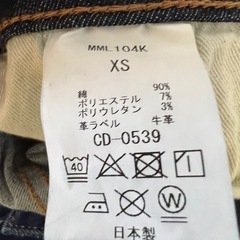 MML104K
XS
綿 90%
ポリエステル 7%
ポリウレタン 3%
革ラベル 牛革
CD-0539
40
P
W
日本製